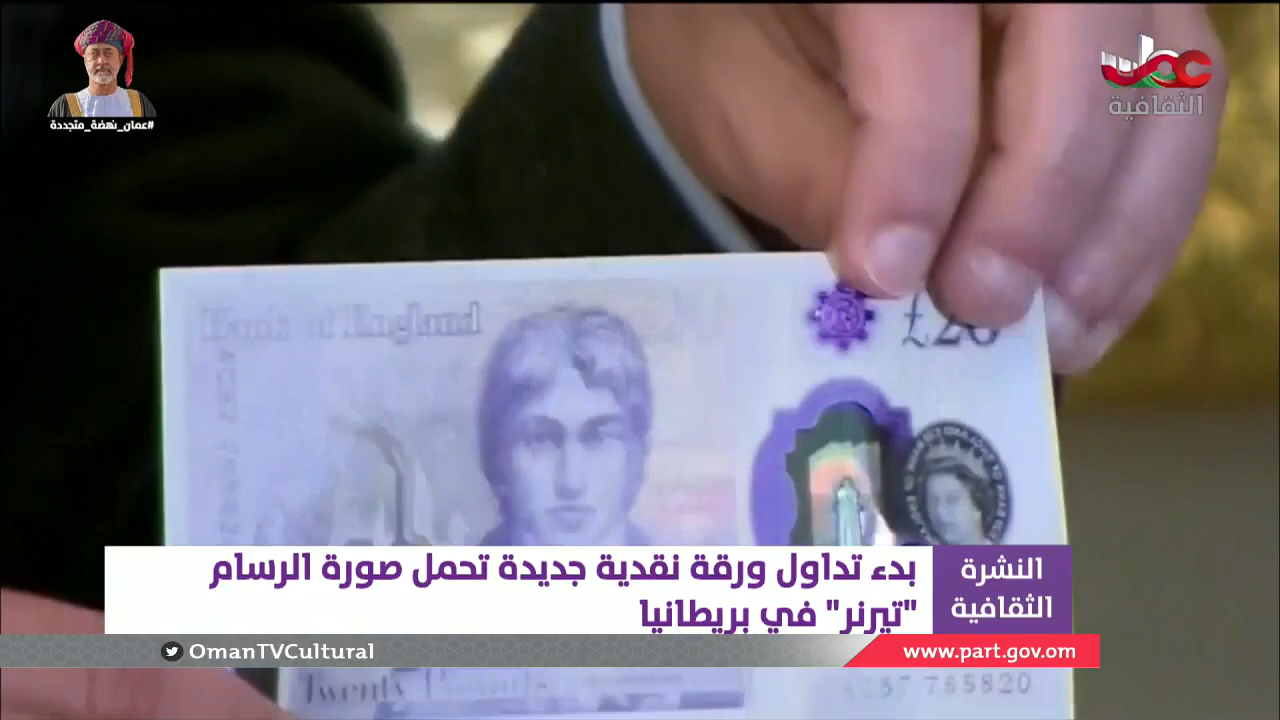 #عمان_نهضة_متجددة
عمان
الثقافية
Bank of England
£20
النشرة
الثقافية
بدء تداول ورقة نقدية جديدة تحمل صورة الرسام
"تيرنر" في بريطانيا
OmanTVCultural
www.part.gov.om
Twenty